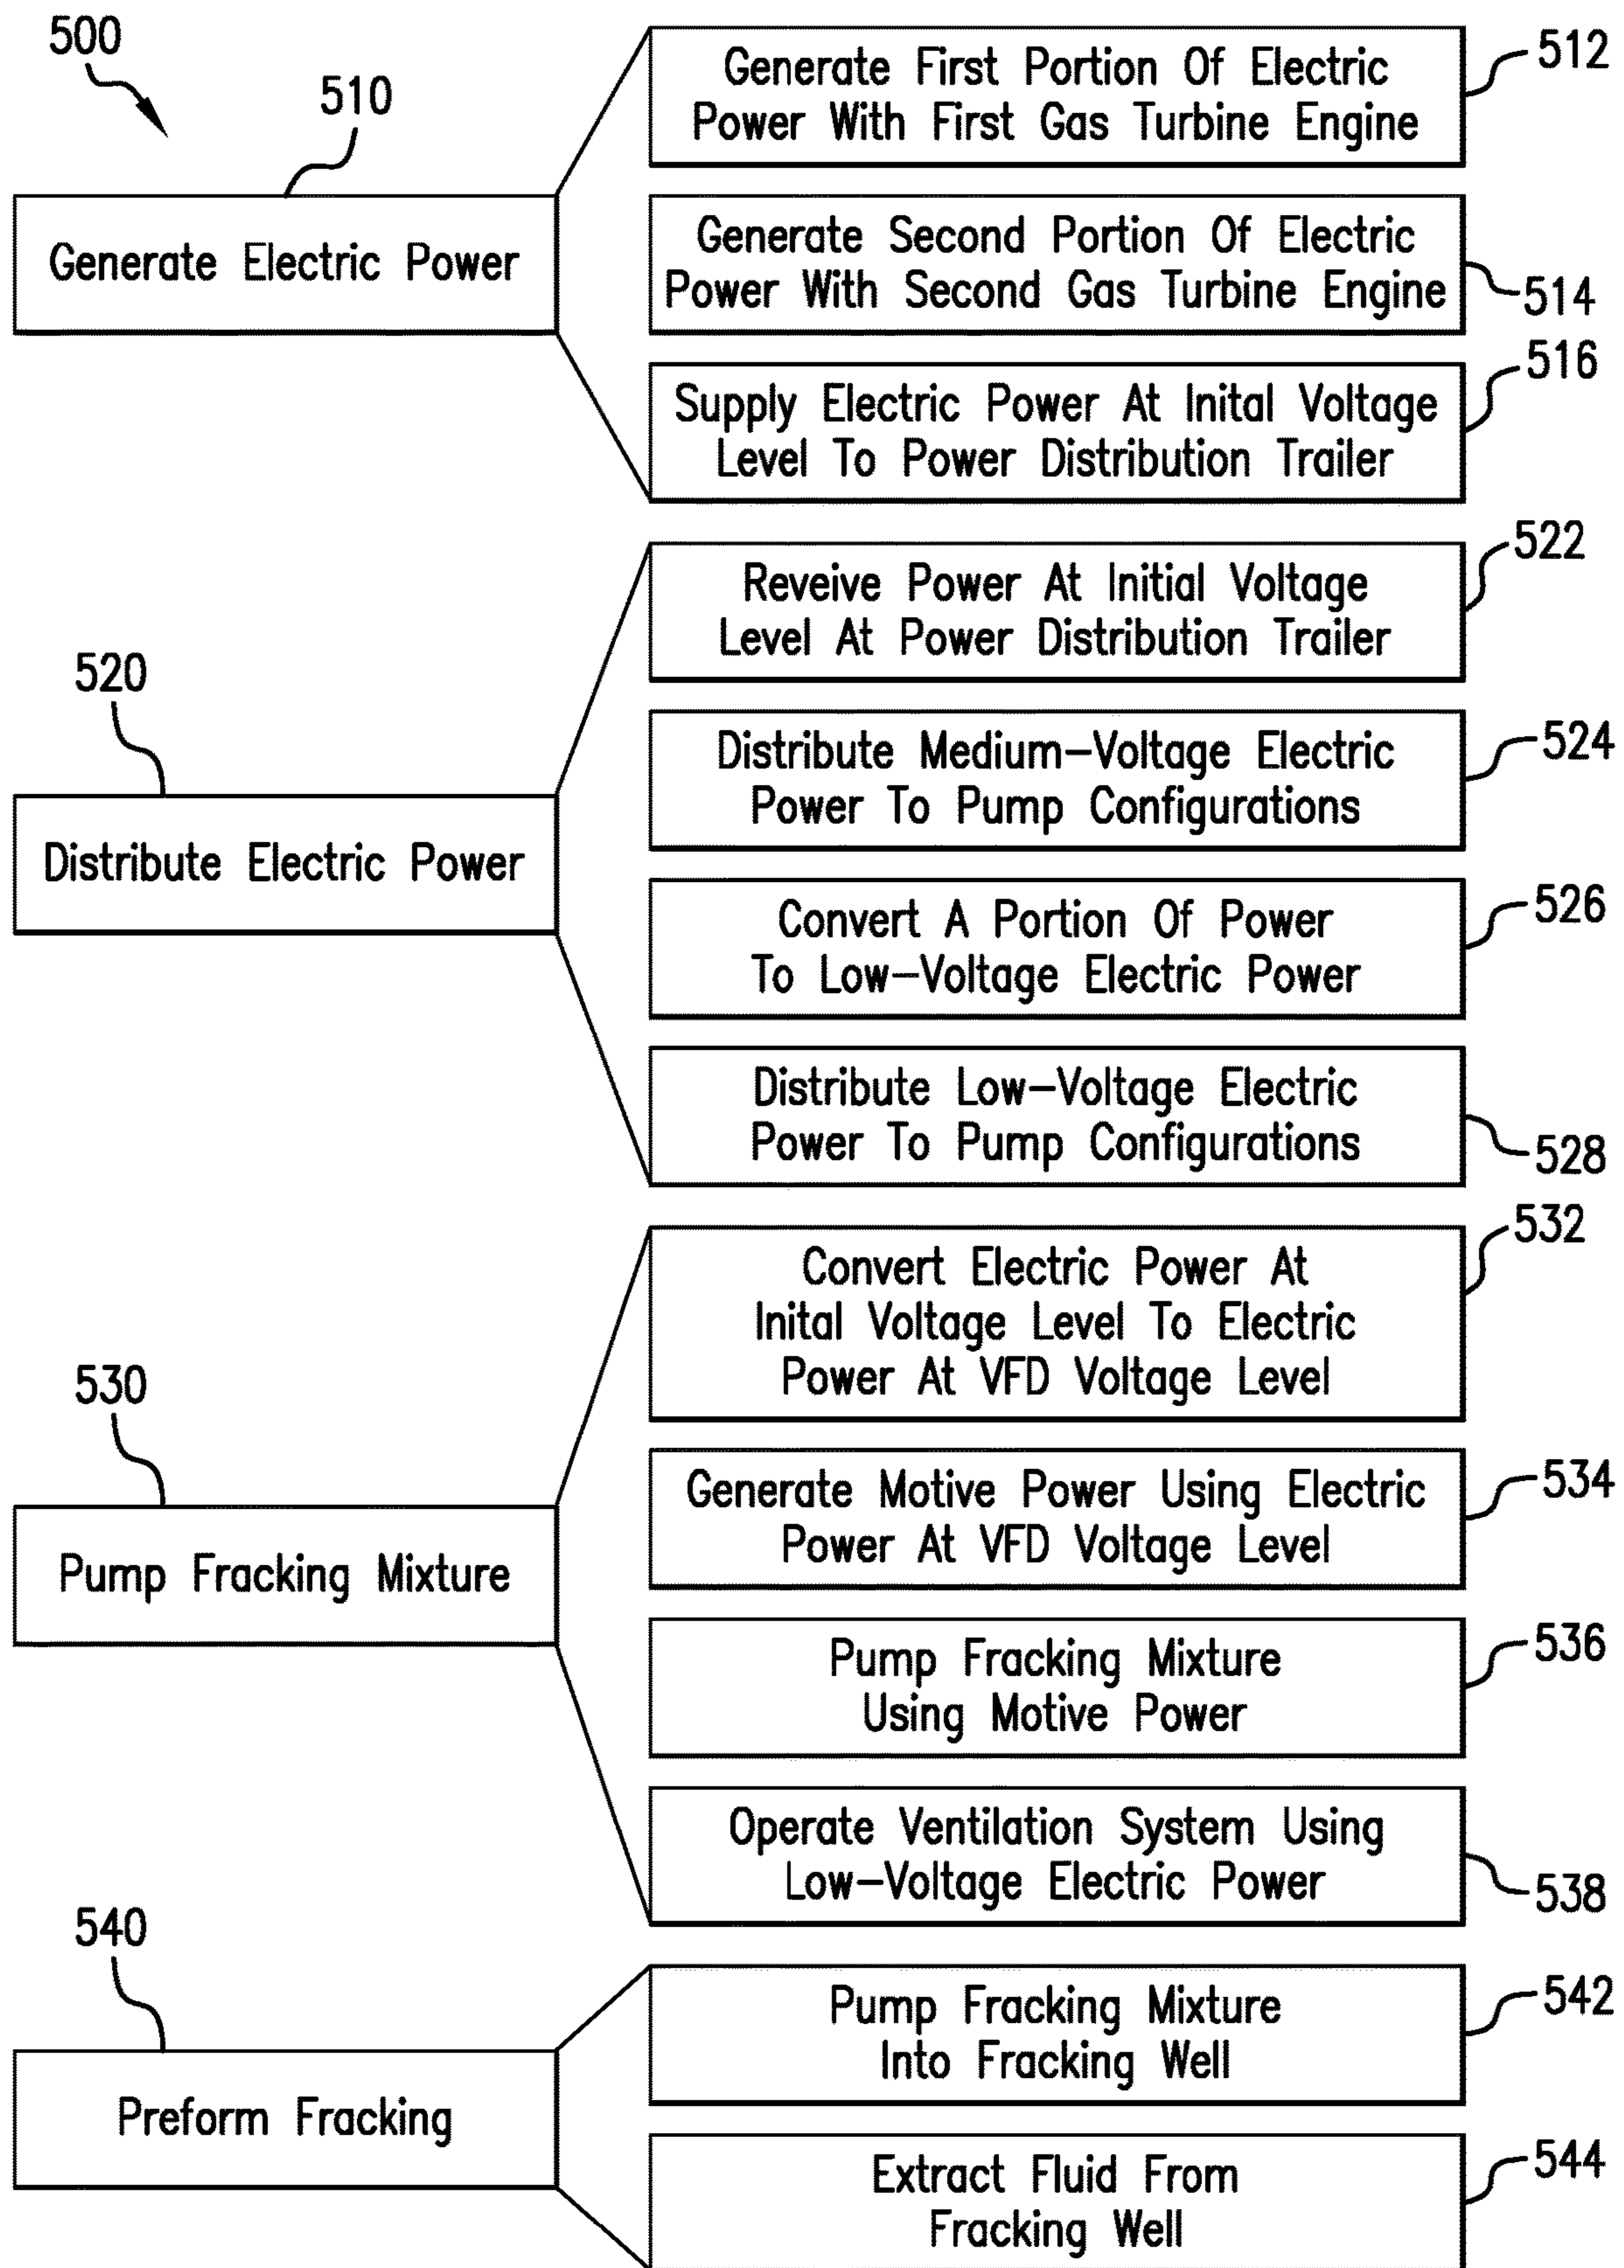 500
510
Generate Electric Power
Generate First Portion Of Electric
Power With First Gas Turbine Engine
512
Generate Second Portion Of Electric
Power With Second Gas Turbine Engine
514
Supply Electric Power At Inital Voltage
Level To Power Distribution Trailer
516
520
Distribute Electric Power
Reveive Power At Initial Voltage
Level At Power Distribution Trailer
522
Distribute Medium-Voltage Electric
Power To Pump Configurations
524
Convert A Portion Of Power
To Low-Voltage Electric Power
526
Distribute Low-Voltage Electric
Power To Pump Configurations
528
530
Pump Fracking Mixture
Convert Electric Power At
Inital Voltage Level To Electric
Power At VFD Voltage Level
532
Generate Motive Power Using Electric
Power At VFD Voltage Level
534
Pump Fracking Mixture
Using Motive Power
536
Operate Ventilation System Using
Low-Voltage Electric Power
538
540
Preform Fracking
Pump Fracking Mixture
Into Fracking Well
542
Extract Fluid From
Fracking Well
544